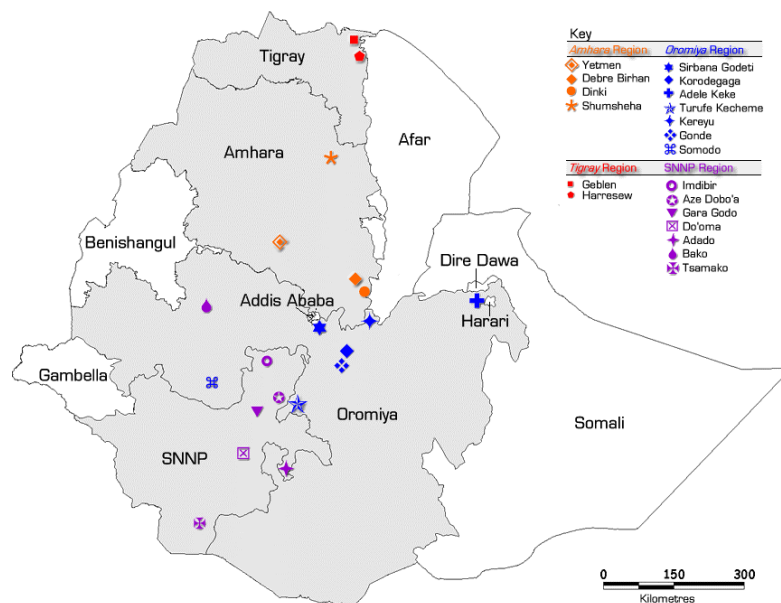 Key
Amhara Region
Yetmen
Debre Birhan
Dinki
Shumsheha
Oromiya Region
Sirbana Godeti
Korodegaga
Adele Keke
Turufe Kecheme
Kereyu
Gonde
Somodo
Tigray Region
Geblen
Harresew
SNNP Region
Imdibir
Aze Dobo'a
Gara Godo
Do'oma
Adado
Bako
Tsamako
Tigray
Afar
Amhara
Benishangul
Dire Dawa
Addis Ababa
Harari
Gambella
Oromiya
Somali
SNNP
0 150 300
Kilometres